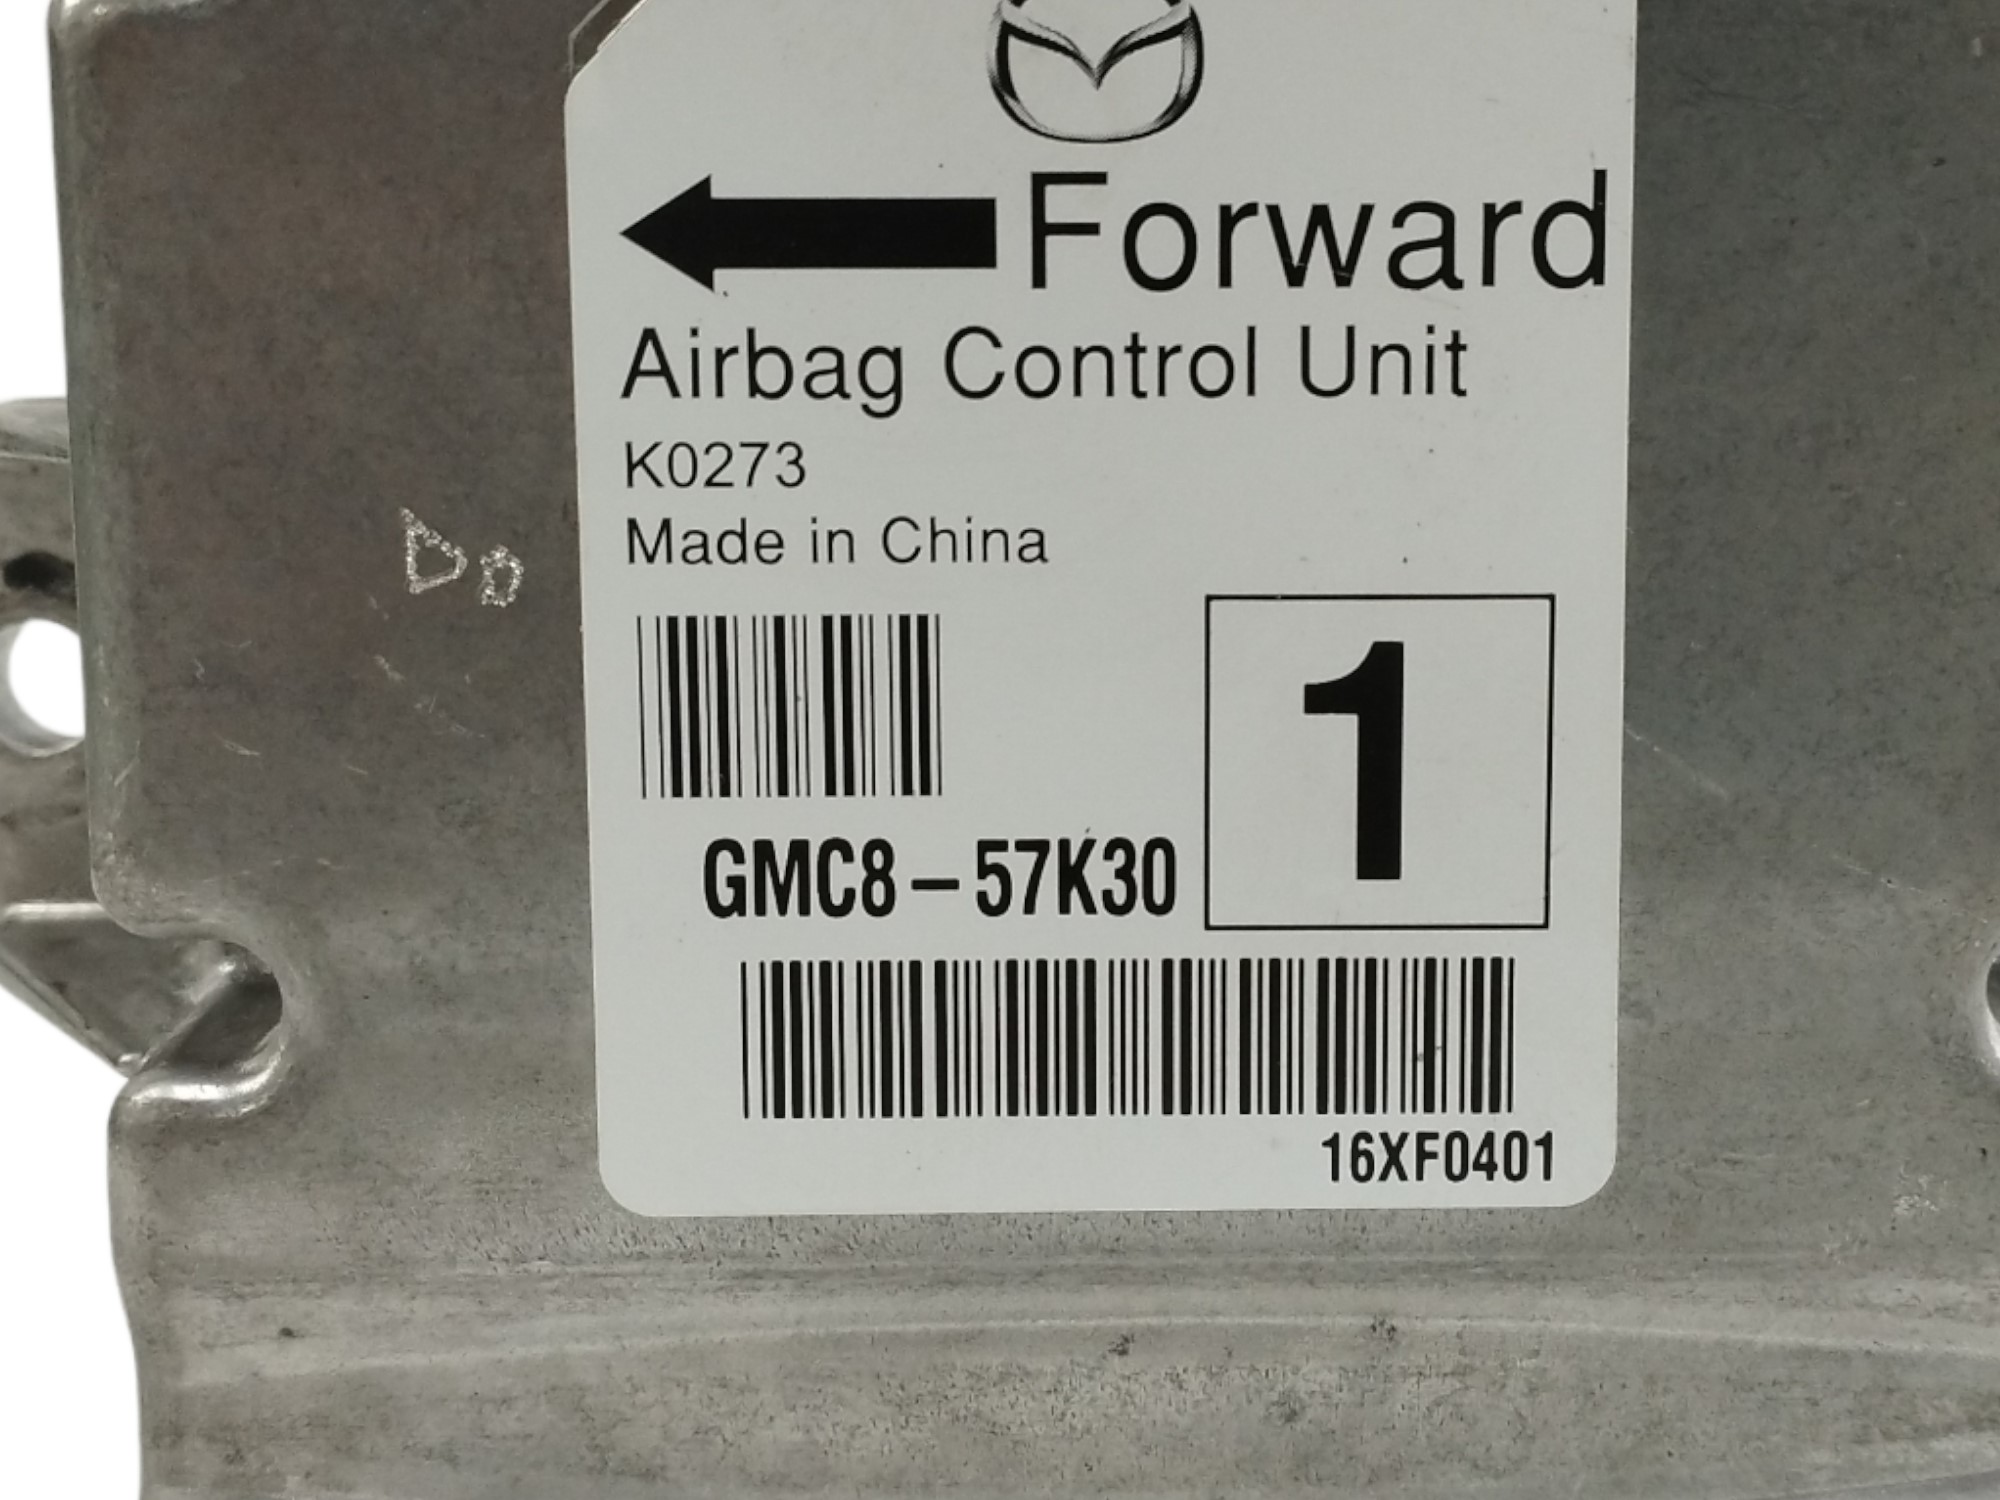 Forward
Airbag Control Unit
K0273
Made in China
1
GMC8-57K30
16XF0401